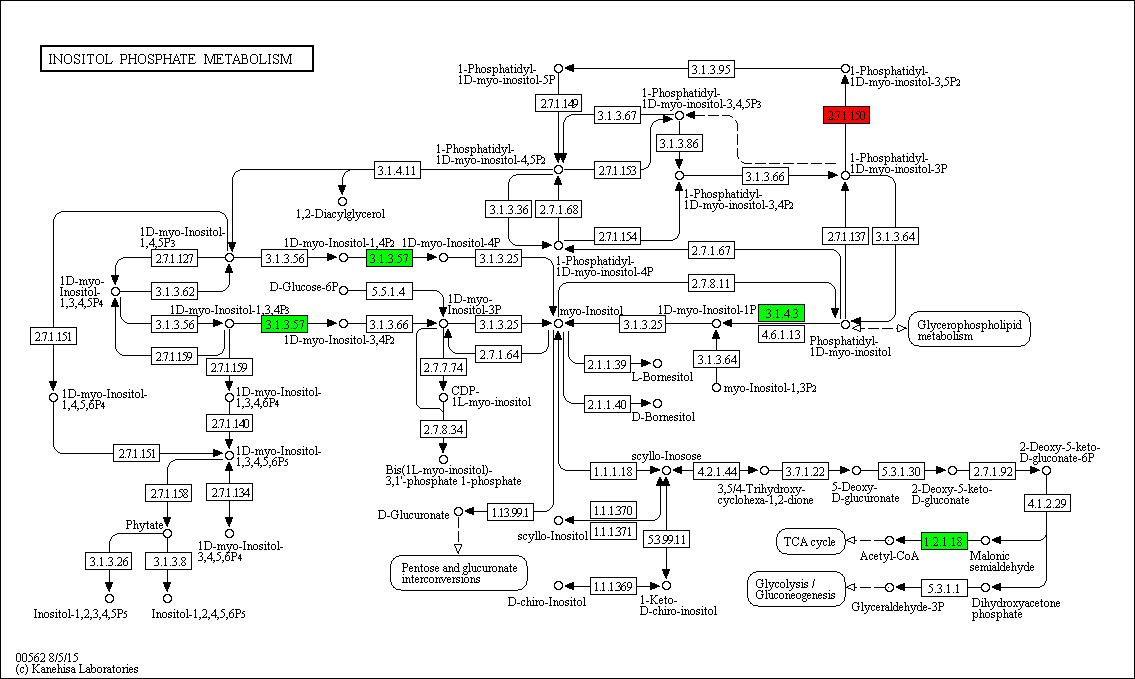 INOSITOL PHOSPHATE METABOLISM
1-Phosphatidyl-
1D-myo-inositol-5P
3.1.3.95
1-Phosphatidyl-
1D-myo-inositol-3,5P2
2.7.1.149
1-Phosphatidyl-
1D-myo-inositol-3,4,5P3
3.1.3.67
2.7.1.150
3.1.3.86
1-Phosphatidyl-
1D-myo-inositol-4,5P2
3.1.4.11
2.7.1.153
3.1.3.66
1-Phosphatidyl-
1D-myo-inositol-3P
1,2-Diacylglycerol
3.1.3.36
2.7.1.68
1-Phosphatidyl-
1D-myo-inositol-3,4P2
2.7.1.154
2.7.1.137
3.1.3.64
1D-myo-Inositol-
1,4,5P3
1D-myo-Inositol-1,4P2
1D-myo-Inositol-4P
2.7.1.67
2.7.1.127
3.1.3.56
3.1.3.57
3.1.3.25
1-Phosphatidyl-
1D-myo-inositol-4P
1D-myo-
Inositol-
1,3,4,5P4
3.1.3.62
D-Glucose-6P
5.5.1.4
2.7.8.11
1D-myo-Inositol-1,3,4P3
1D-myo-
Inositol-3P
myo-Inositol
1D-myo-Inositol-1P
3.1.4.3
3.1.3.56
3.1.3.57
3.1.3.66
3.1.3.25
3.1.3.25
4.6.1.13
Glycerophospholipid
metabolism
2.7.1.151
1D-myo-Inositol-3,4P2
Phosphatidyl-
1D-myo-inositol
2.7.1.159
2.7.1.64
2.7.1.159
2.7.7.74
2.1.1.39
L-Bornesitol
3.1.3.64
myo-Inositol-1,3P2
1D-myo-Inositol-
1,4,5,6P4
1D-myo-Inositol-
1,3,4,6P4
CDP-
1L-myo-inositol
2.1.1.40
D-Bornesitol
2.7.1.140
2.7.8.34
2.7.1.151
1D-myo-Inositol-
1,3,4,5,6P5
Bis(1L-myo-inositol)-
3,1'-phosphate 1-phosphate
scyllo-Inosose
2-Deoxy-5-keto-
D-gluconate-6P
1.1.1.18
4.2.1.44
3.7.1.22
5.3.1.30
2.7.1.92
3,5/4-Trihydroxy-
cyclohexa-1,2-dione
5-Deoxy-
D-glucuronate
2-Deoxy-5-keto-
D-gluconate
2.7.1.158
2.7.1.134
4.1.2.29
D-Glucuronate
1.13.99.1
1.1.1.370
1.1.1.371
scyllo-Inositol
Phytate
1D-myo-Inositol-
3,4,5,6P4
5.3.99.11
TCA cycle
1.2.1.18
Acetyl-CoA
Malonic
semialdehyde
3.1.3.26
3.1.3.8
Pentose and glucuronate
interconversions
1.1.1.369
D-chiro-Inositol
1-Keto-
D-chiro-inositol
Glycolysis /
Gluconeogenesis
5.3.1.1
Glyceraldehyde-3P
Dihydroxyacetone
phosphate
Inositol-1,2,3,4,5P5
Inositol-1,2,4,5,6P5
00562 8/5/15
(c) Kanehisa Laboratories